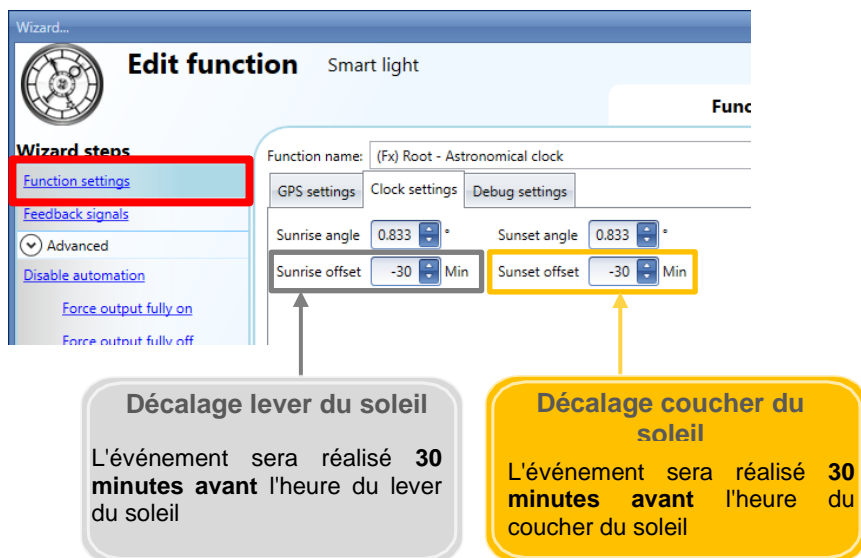 Wizard...
Edit function Smart light
Func
Wizard steps
Function settings
Feedback signals
Advanced
Disable automation
Force output fully on
Force output fully off
Function name: (Fx) Root - Astronomical clock
GPS settings Clock settings Debug settings
Sunrise angle 0.833 ° Sunset angle 0.833 °
Sunrise offset -30 Min Sunset offset -30 Min
Décalage lever du soleil
L'événement sera réalisé 30
minutes avant l'heure du lever
du soleil
Décalage coucher du
soleil
L'événement sera réalisé 30
minutes avant l'heure du
coucher du soleil